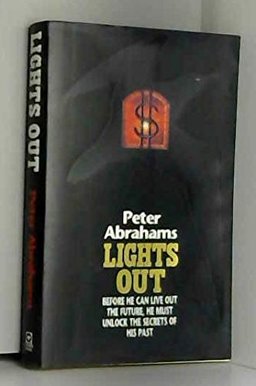 LIGHTS OUT
Peter Abrahams
$
Peter
Abrahams
LIGHTS
OUT
BEFORE HE CAN LIVE OUT
THE FUTURE, HE MUST
UNLOCK THE SECRETS OF
HIS PAST